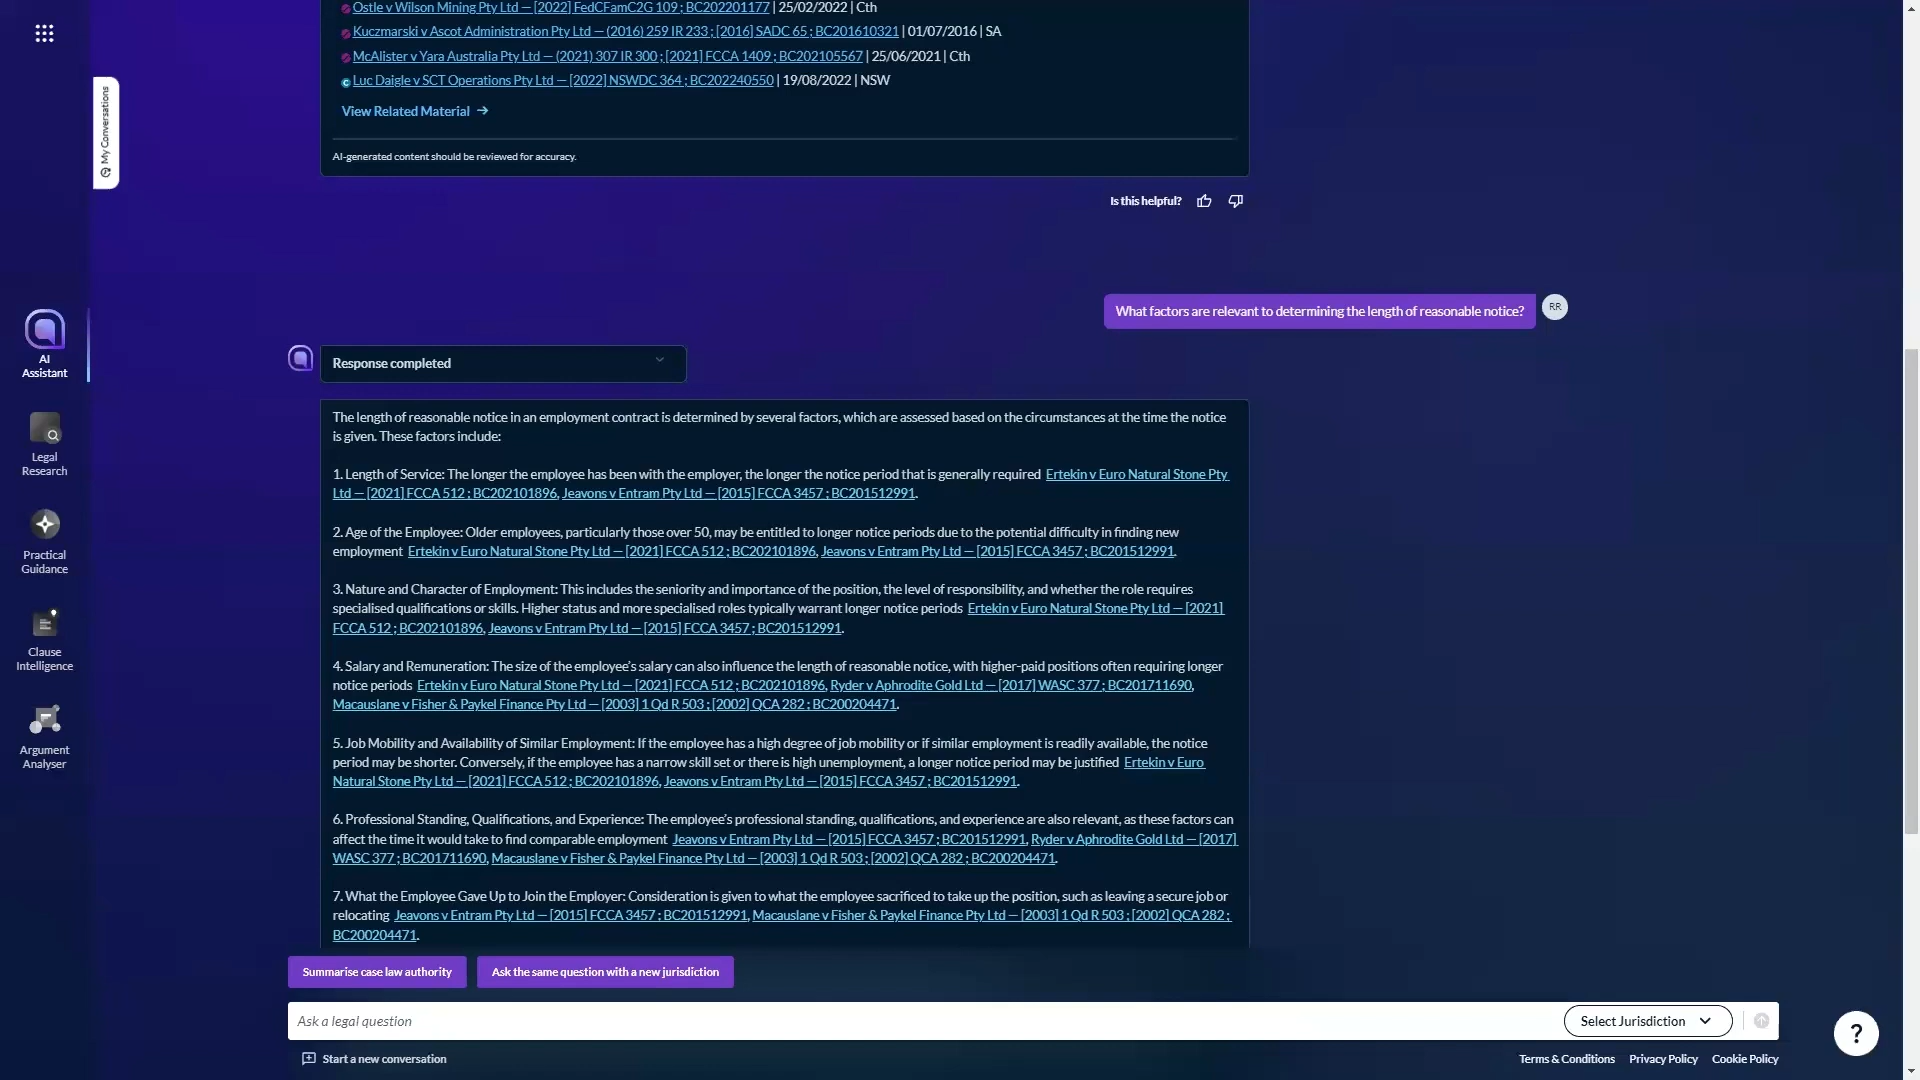 Ostle v Wilson Mining Pty Ltd — [2022] FedCFamC2G 109 ; BC202201177 | 25/02/2022 | Cth
Kuczmarski v Ascot Administration Pty Ltd — (2016) 259 IR 233 ; [2016] SADC 65 ; BC201610321 | 01/07/2016 | SA
McAlister v Yara Australia Pty Ltd — (2021) 307 IR 300 ; [2021] FCCA 1409 ; BC202105567 | 25/06/2021 | Cth
C Luc Daigle v SCT Operations Pty Ltd — [2022] NSWDC 364 ; BC202240550 | 19/08/2022 | NSW
View Related Material
AI-generated content should be reviewed for accuracy.
Is this helpful?
My Conversations
What factors are relevant to determining the length of reasonable notice?
RR
Response completed
AI
Assistant
Legal
Research
Practical
Guidance
Clause
Intelligence
Argument
Analyser
The length of reasonable notice in an employment contract is determined by several factors, which are assessed based on the circumstances at the time the notice
is given. These factors include:
1. Length of Service: The longer the employee has been with the employer, the longer the notice period that is generally required Ertekin v Euro Natural Stone Pty
Ltd — [2021] FCCA 512 ; BC202101896, Jeavons v Entram Pty Ltd — [2015] FCCA 3457 ; BC201512991.
2. Age of the Employee: Older employees, particularly those over 50, may be entitled to longer notice periods due to the potential difficulty in finding new
employment Ertekin v Euro Natural Stone Pty Ltd — [2021] FCCA 512 ; BC202101896, Jeavons v Entram Pty Ltd — [2015] FCCA 3457 ; BC201512991.
3. Nature and Character of Employment: This includes the seniority and importance of the position, the level of responsibility, and whether the role requires
specialised qualifications or skills. Higher status and more specialised roles typically warrant longer notice periods Ertekin v Euro Natural Stone Pty Ltd — [2021]
FCCA 512 ; BC202101896, Jeavons v Entram Pty Ltd — [2015] FCCA 3457 ; BC201512991.
4. Salary and Remuneration: The size of the employee's salary can also influence the length of reasonable notice, with higher-paid positions often requiring longer
notice periods Ertekin v Euro Natural Stone Pty Ltd — [2021] FCCA 512 ; BC202101896, Ryder v Aphrodite Gold Ltd — [2017] WASC 377 ; BC201711690,
Macauslane v Fisher & Paykel Finance Pty Ltd — [2003] 1 Qd R 503 ; [2002] QCA 282 ; BC200204471.
5. Job Mobility and Availability of Similar Employment: If the employee has a high degree of job mobility or if similar employment is readily available, the notice
period may be shorter. Conversely, if the employee has a narrow skill set or there is high unemployment, a longer notice period may be justified Ertekin v Euro
Natural Stone Pty Ltd — [2021] FCCA 512 ; BC202101896, Jeavons v Entram Pty Ltd — [2015] FCCA 3457 ; BC201512991.
6. Professional Standing, Qualifications, and Experience: The employee's professional standing, qualifications, and experience are also relevant, as these factors can
affect the time it would take to find comparable employment Jeavons v Entram Pty Ltd — [2015] FCCA 3457 ; BC201512991, Ryder v Aphrodite Gold Ltd — [2017]
WASC 377 ; BC201711690, Macauslane v Fisher & Paykel Finance Pty Ltd — [2003] 1 Qd R 503 ; [2002] QCA 282 ; BC200204471.
7. What the Employee Gave Up to Join the Employer: Consideration is given to what the employee sacrificed to take up the position, such as leaving a secure job or
relocating Jeavons v Entram Pty Ltd — [2015] FCCA 3457 ; BC201512991, Macauslane v Fisher & Paykel Finance Pty Ltd — [2003] 1 Qd R 503 ; [2002] QCA 282 ;
BC200204471.
Summarise case law authority
Ask the same question with a new jurisdiction
Ask a legal question
Select Jurisdiction
?
Start a new conversation
Terms & Conditions Privacy Policy Cookie Policy